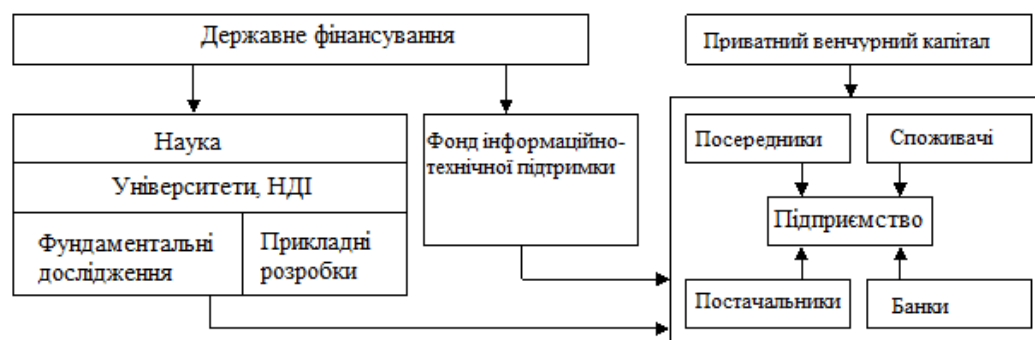 Державне фінансування
Приватний венчурний капітал
Наука
Університети, НДІ
Фундаментальні
дослідження
Прикладні
розробки
Фонд інформаційно-
технічної підтримки
Посередники
Споживачі
Підприємство
Постачальники
Банки